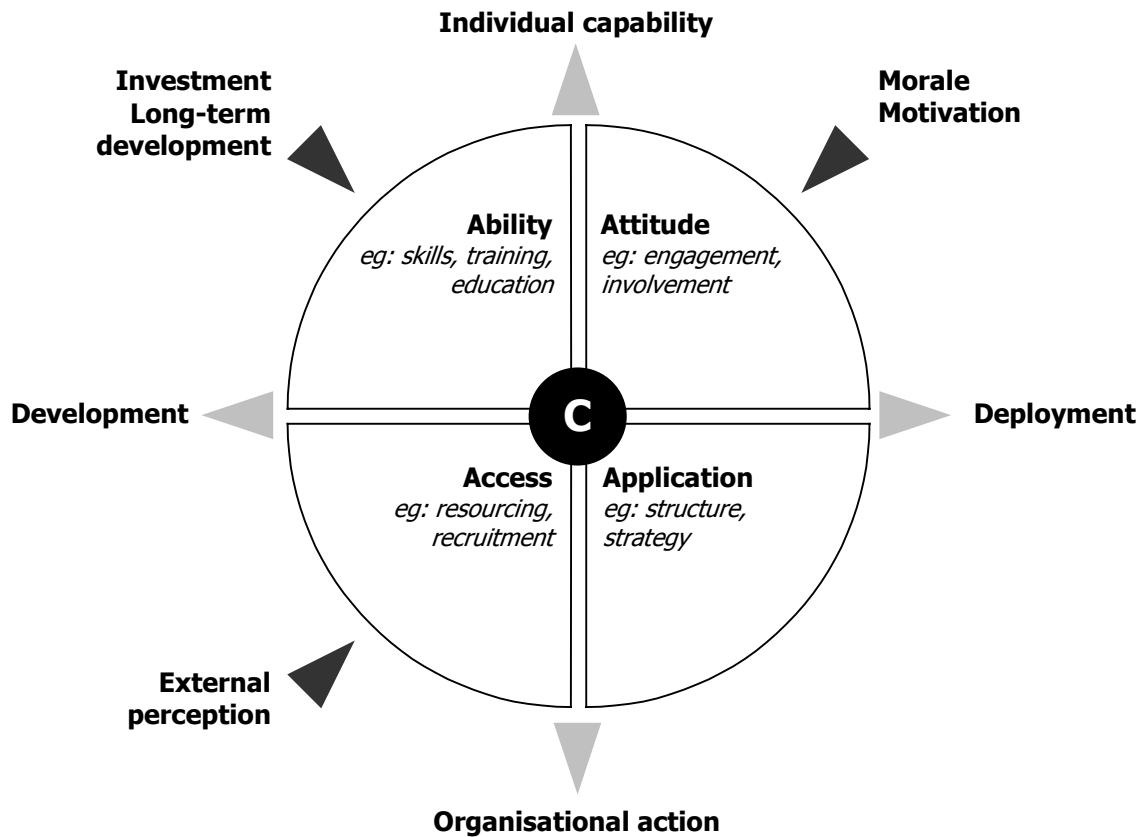 Individual capability
Investment
Long-term
development
Morale
Motivation
Ability
eg: skills, training,
education
Attitude
eg: engagement,
involvement
Development
C
Deployment
Access
eg: resourcing,
recruitment
Application
eg: structure,
strategy
External
perception
Organisational action